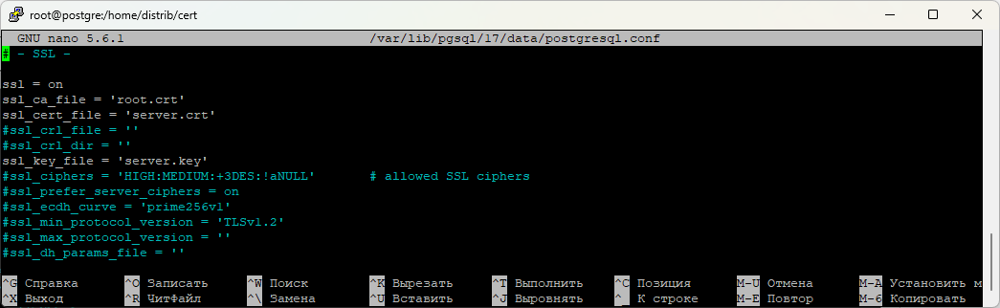 root@postgre:/home/distrib/cert
GNU nano 5.6.1 /var/lib/pgsql/17/data/postgresql.conf
# - SSL -
ssl = on
ssl_ca_file = 'root.crt'
ssl_cert_file = 'server.crt'
#ssl_crl_file = ''
#ssl_crl_dir = ''
ssl_key_file = 'server.key'
#ssl_ciphers = 'HIGH:MEDIUM:+3DES:!aNULL' # allowed SSL ciphers
#ssl_prefer_server_ciphers = on
#ssl_ecdh_curve = 'prime256v1'
#ssl_min_protocol_version = 'TLSv1.2'
#ssl_max_protocol_version = ''
#ssl_dh_params_file = ''
^G Справка ^O Записать ^W Поиск ^K Вырезать ^T Выполнить ^C Позиция M-U Отмена M-A Установить м
^X Выход ^R ЧитФайл ^\ Замена ^U Вставить ^J Выровнять ^_ К строке M-E Повтор M-6 Копировать